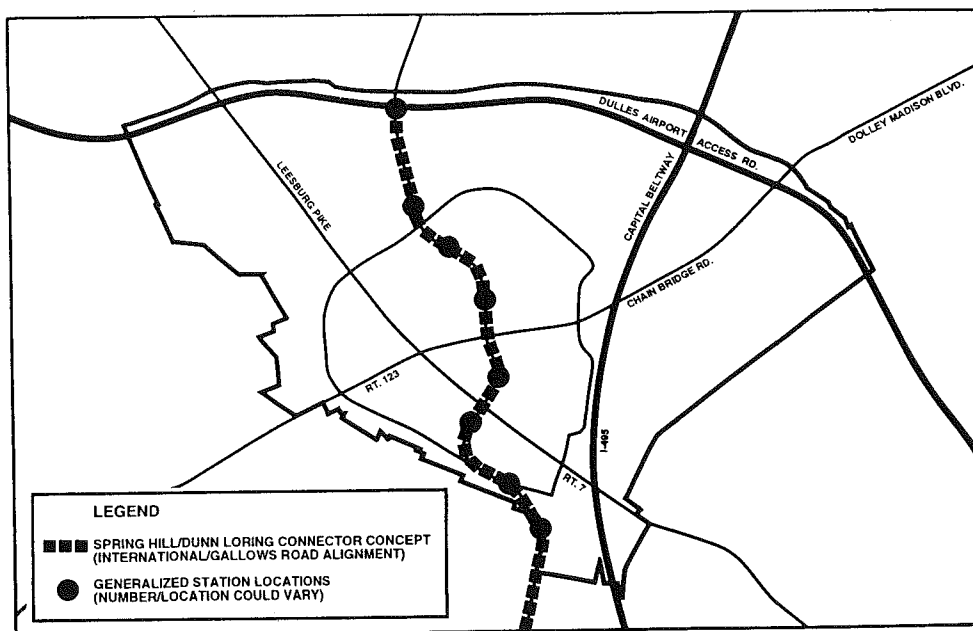 DULLES AIRPORT
ACCESS RD.
DOLLEY MADISON BLVD.
LEESBURG PIKE
CAPITAL BELTWAY
CHAIN BRIDGE RD.
RT. 123
I-495
RT. 7
LEGEND
SPRING HILL/DUNN LORING CONNECTOR CONCEPT
(INTERNATIONAL/GALLOWS ROAD ALIGNMENT)
GENERALIZED STATION LOCATIONS
(NUMBER/LOCATION COULD VARY)